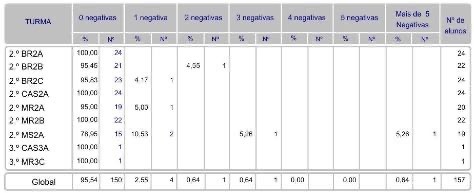 TURMA 0 negativas 1 negativa 2 negativas 3 negativas 4 negativas 5 negativas Mais de 5 Negativas Nº de alunos
% Nº % Nº % Nº % Nº % Nº % Nº % Nº
2.º BR2A 100,00 24 24
2.º BR2B 95,45 21 4,55 1 22
2.º BR2C 95,83 23 4,17 1 24
2.º CAS2A 100,00 24 24
2.º MR2A 95,00 19 5,00 1 20
2.º MR2B 100,00 22 22
2.º MS2A 78,95 15 10,53 2 5,26 1 5,26 1 19
3.º CAS3A 100,00 1 1
3.º MR3C 100,00 1 1
Global 95,54 150 2,55 4 0,64 1 0,64 1 0,00 0,00 0,64 1 157